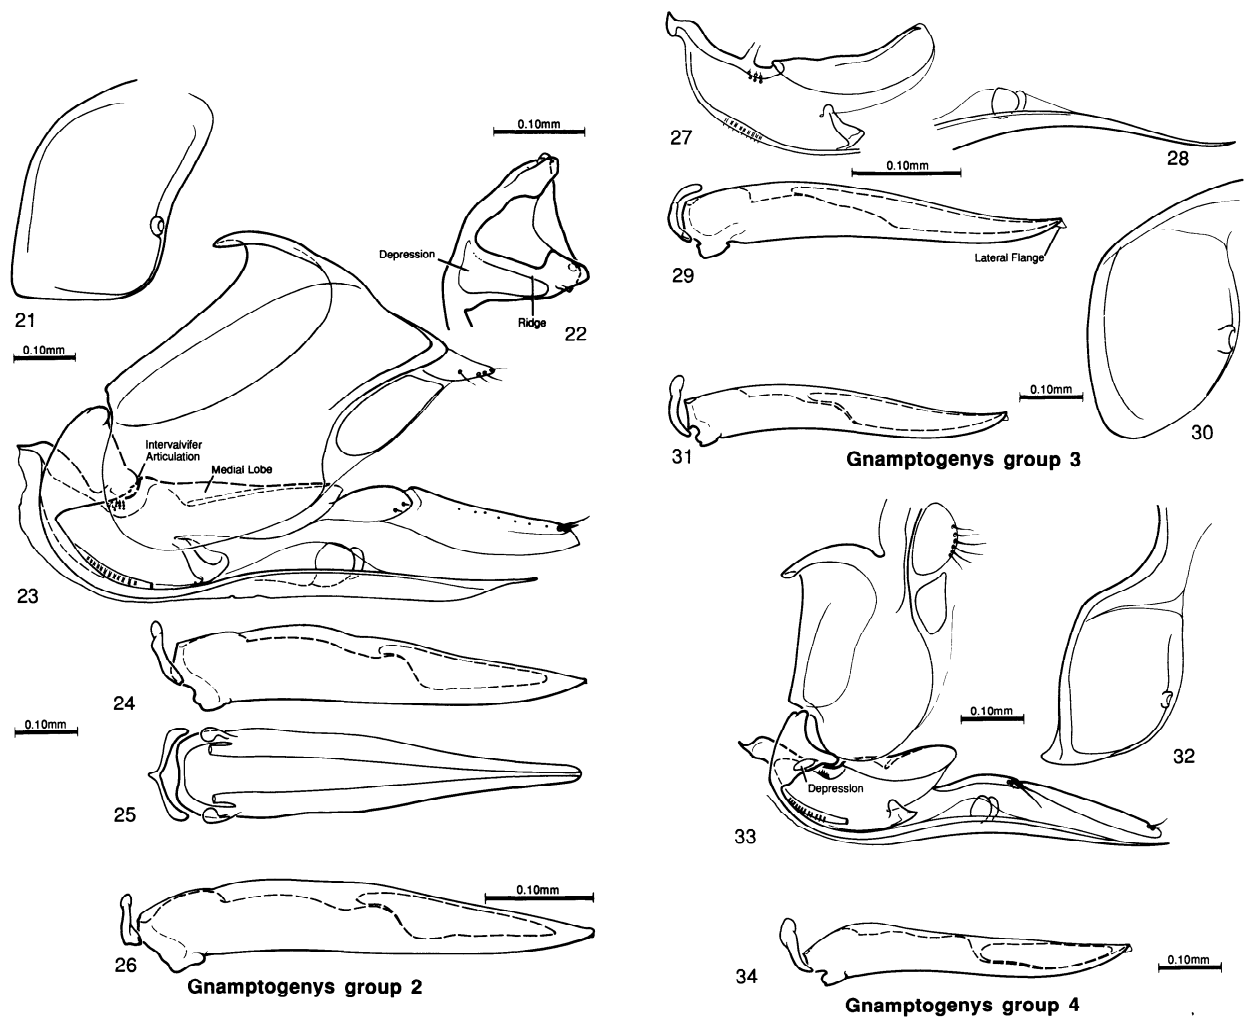 0.10mm
21
Depression
Ridge
22
0.10mm
Intervalvifer
Articulation
Medial Lobe
23
24
0.10mm
25
0.10mm
26
Gnamptogenys group 2
27
28
0.10mm
29
Lateral Flange
30
0.10mm
31
Gnamptogenys group 3
0.10mm
32
Depression
33
34
0.10mm
Gnamptogenys group 4